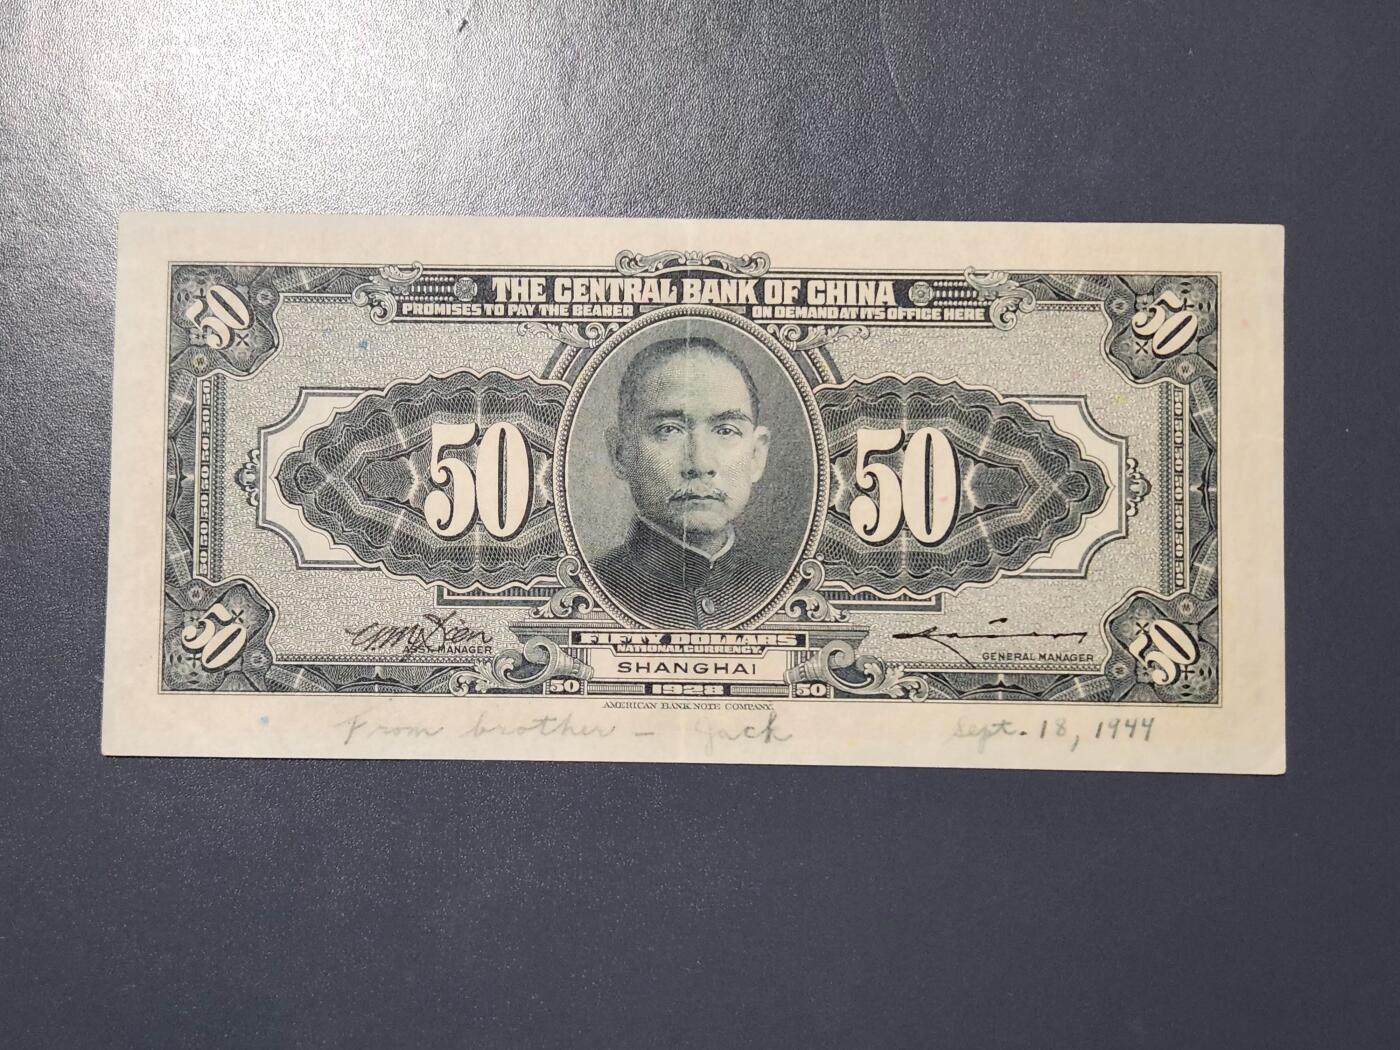 50 50
THE CENTRAL BANK OF CHINA
PROMISES TO PAY THE BEARER ON DEMAND AT ITS OFFICE HERE
50 50
50 50
FIFTY DOLLARS
NATIONAL CURRENCY
ASST. MANAGER GENERAL MANAGER
SHANGHAI
50 1928 50
AMERICAN BANK NOTE COMPANY.
From brother – Jack Sept. 18, 1944